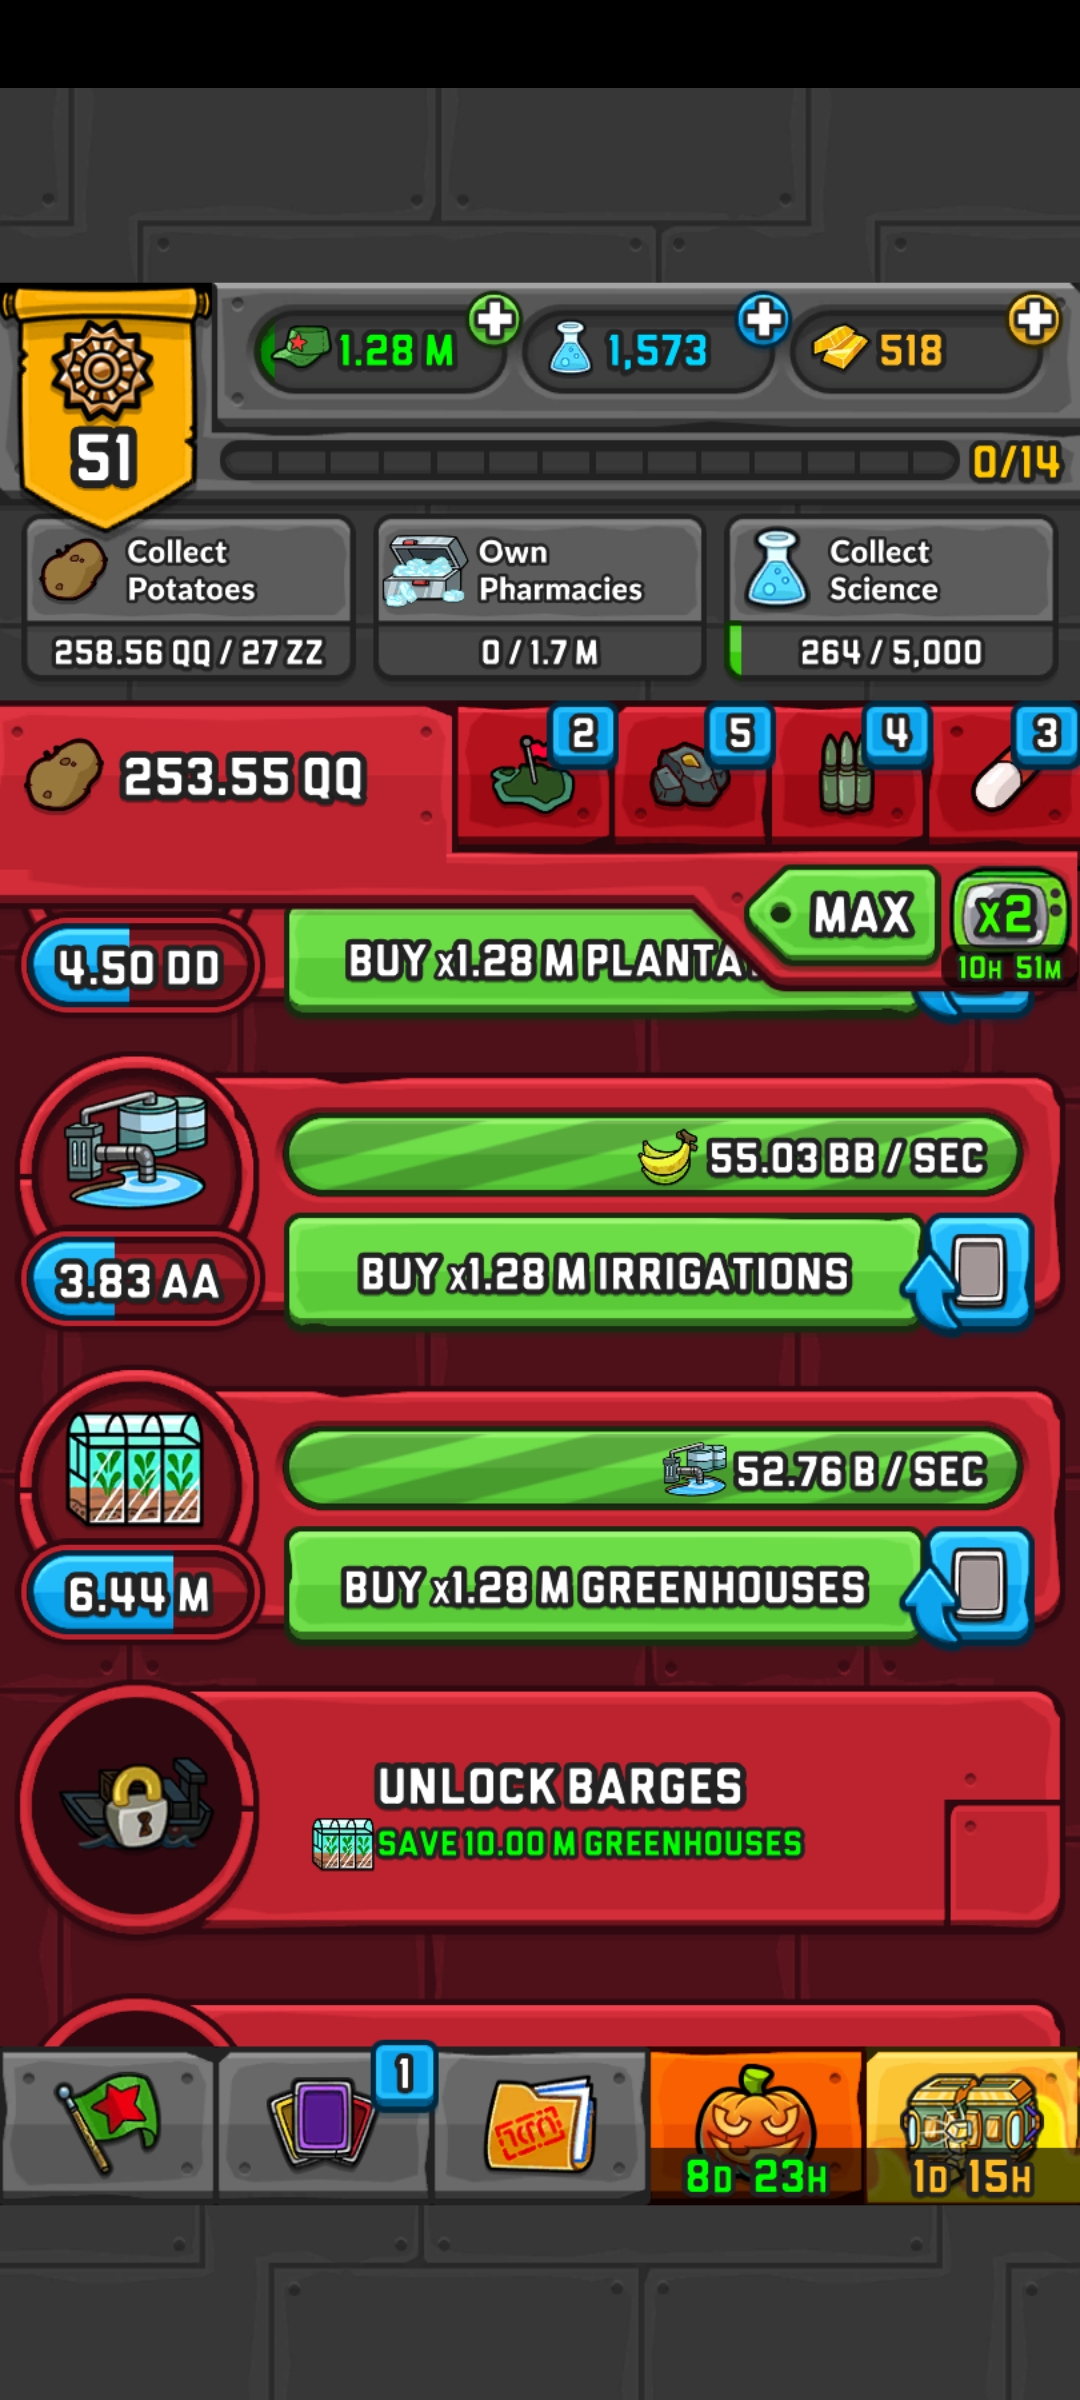 51
1.28 M
1,573
518
0/14
Collect
Potatoes
258.56 QQ / 27 ZZ
Own
Pharmacies
0 / 1.7 M
Collect
Science
264 / 5,000
253.55 QQ
2
5
4
3
MAX
x2
10H 51M
4.50 DD
BUY x1.28 M PLANTA
55.03 BB / SEC
3.83 AA
BUY x1.28 M IRRIGATIONS
52.76 B / SEC
6.44 M
BUY x1.28 M GREENHOUSES
UNLOCK BARGES
SAVE 10.00 M GREENHOUSES
1
8D 23H
1D 15H